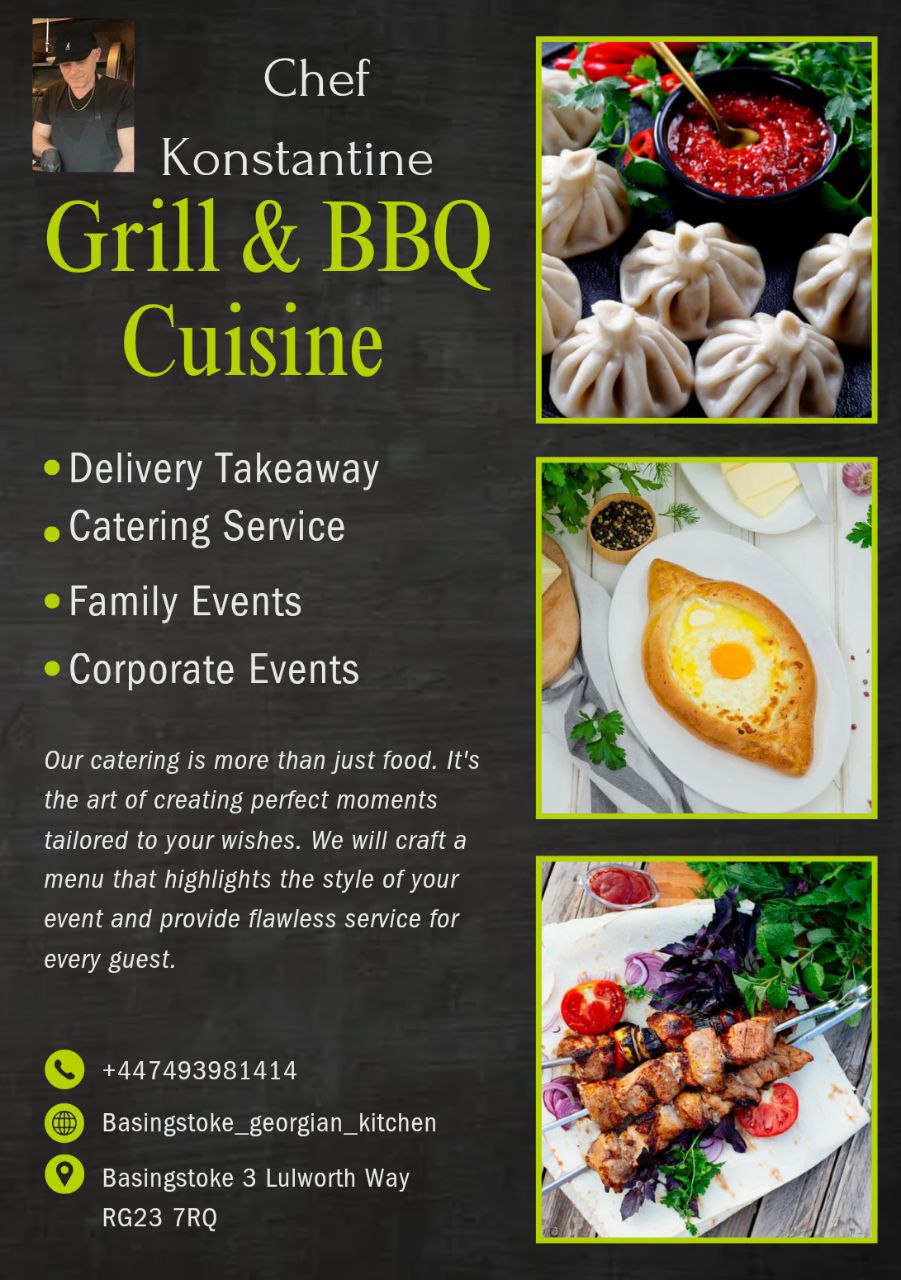 Chef
Konstantine
Grill & BBQ
Cuisine
Delivery Takeaway
Catering Service
Family Events
Corporate Events
Our catering is more than just food. It's
the art of creating perfect moments
tailored to your wishes. We will craft a
menu that highlights the style of your
event and provide flawless service for
every guest.
+447493981414
Basingstoke_georgian_kitchen
Basingstoke 3 Lulworth Way
RG23 7RQ